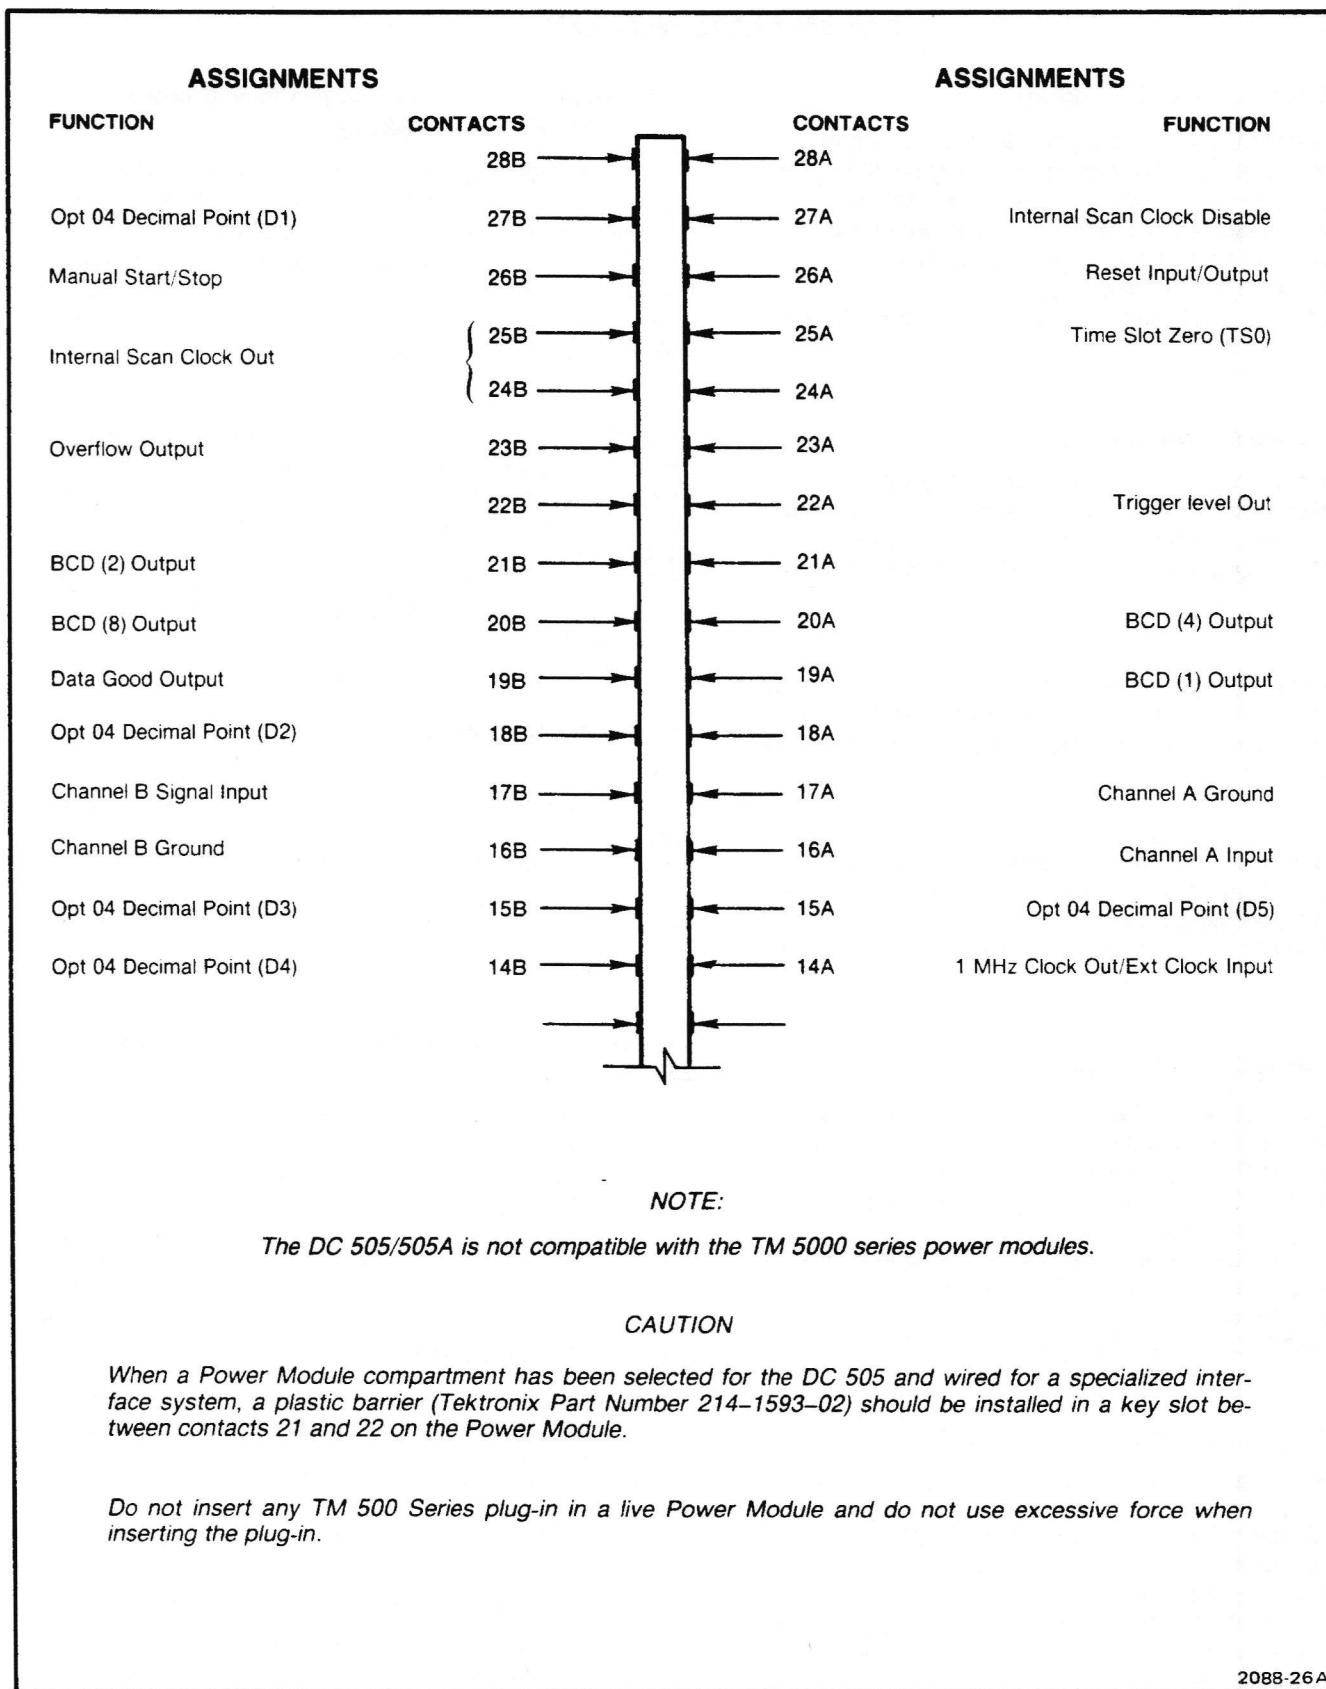 ASSIGNMENTS ASSIGNMENTS
FUNCTION CONTACTS CONTACTS FUNCTION
28B 28A
Opt 04 Decimal Point (D1) 27B 27A Internal Scan Clock Disable
Manual Start/Stop 26B 26A Reset Input/Output
25B 25A Time Slot Zero (TS0)
Internal Scan Clock Out
24B 24A
Overflow Output 23B 23A
22B 22A Trigger level Out
BCD (2) Output 21B 21A
BCD (8) Output 20B 20A BCD (4) Output
Data Good Output 19B 19A BCD (1) Output
Opt 04 Decimal Point (D2) 18B 18A
Channel B Signal Input 17B 17A Channel A Ground
Channel B Ground 16B 16A Channel A Input
Opt 04 Decimal Point (D3) 15B 15A Opt 04 Decimal Point (D5)
Opt 04 Decimal Point (D4) 14B 14A 1 MHz Clock Out/Ext Clock Input
NOTE:
The DC 505/505A is not compatible with the TM 5000 series power modules.
CAUTION
When a Power Module compartment has been selected for the DC 505 and wired for a specialized inter-
face system, a plastic barrier (Tektronix Part Number 214–1593–02) should be installed in a key slot be-
tween contacts 21 and 22 on the Power Module.
Do not insert any TM 500 Series plug-in in a live Power Module and do not use excessive force when
inserting the plug-in.
2088-26A